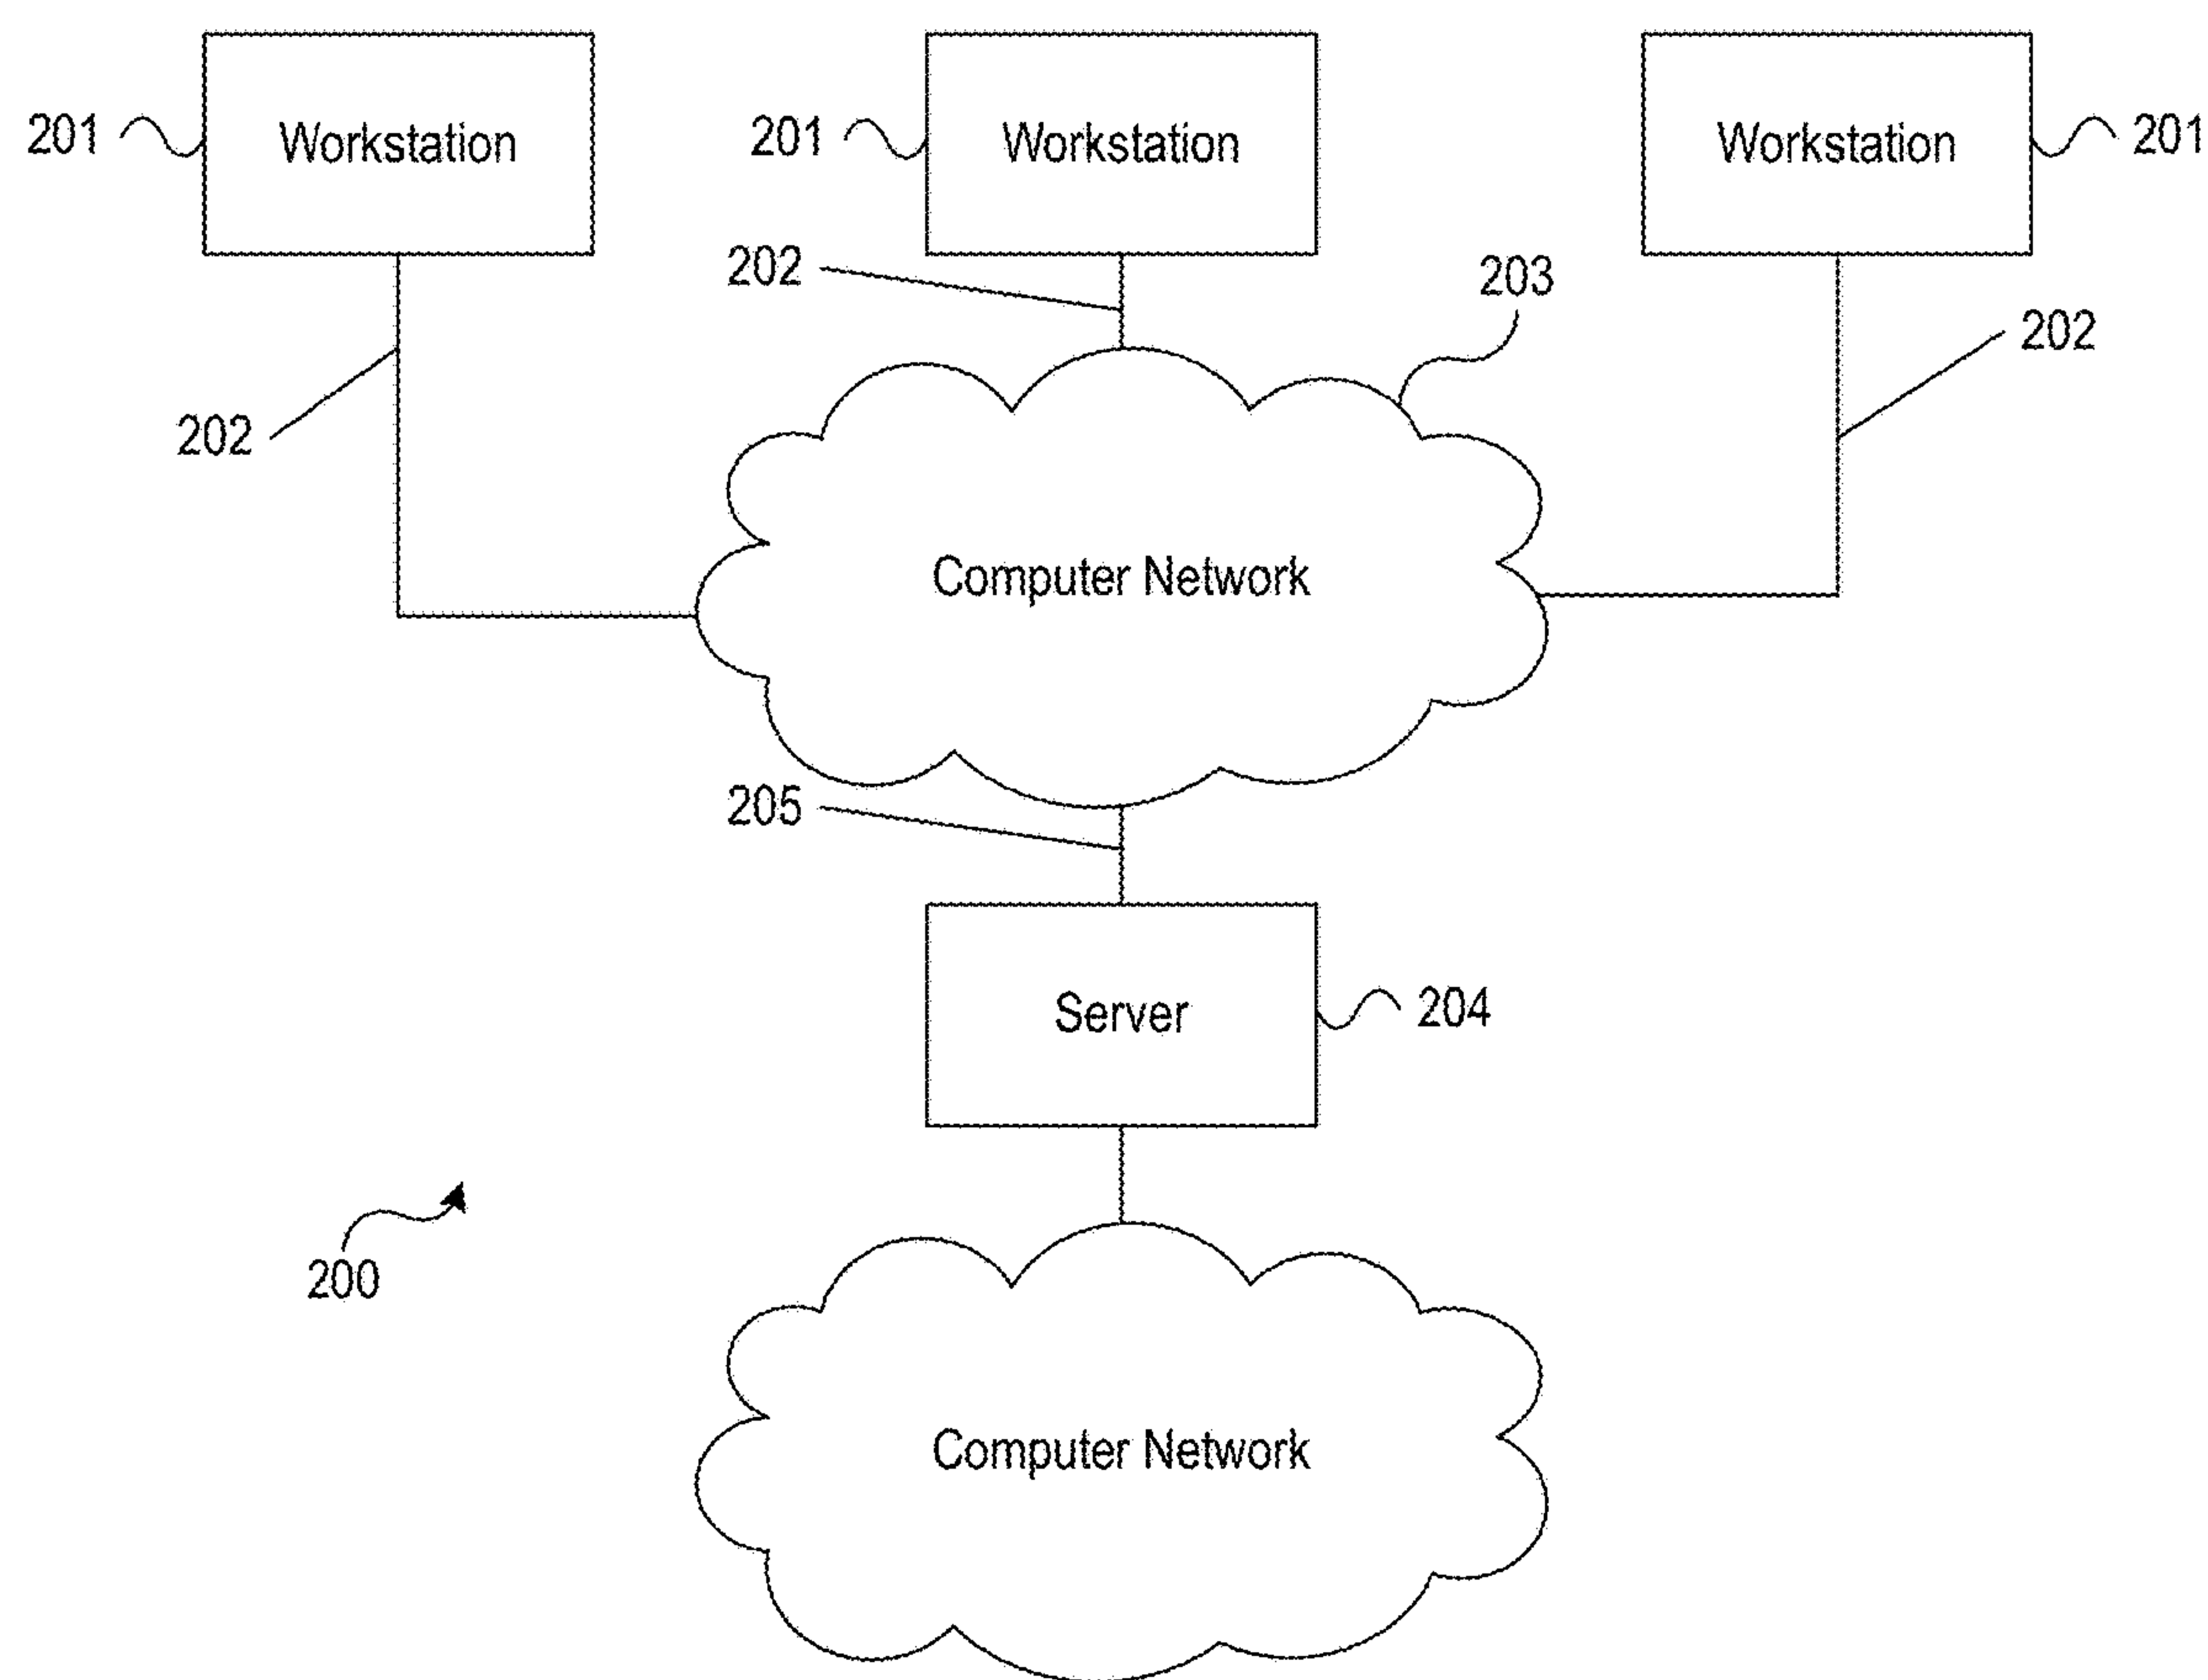 201 Workstation
201 Workstation
Workstation 201
202
203
202
202
Computer Network
205
Server 204
200
Computer Network